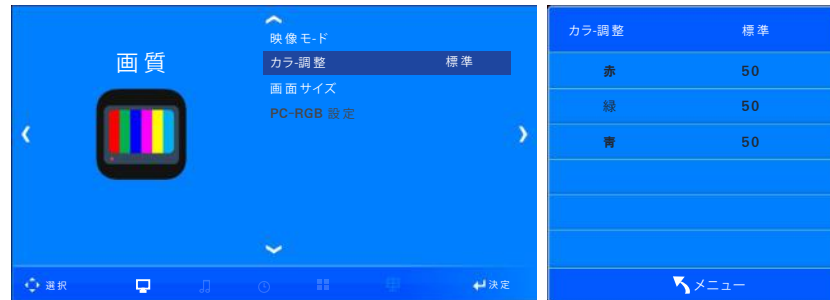 画質
映像モード
カラー調整 標準
画面サイズ
PC-RGB 設定
選択
決定
カラー調整 標準
赤 50
緑 50
青 50
メニュー